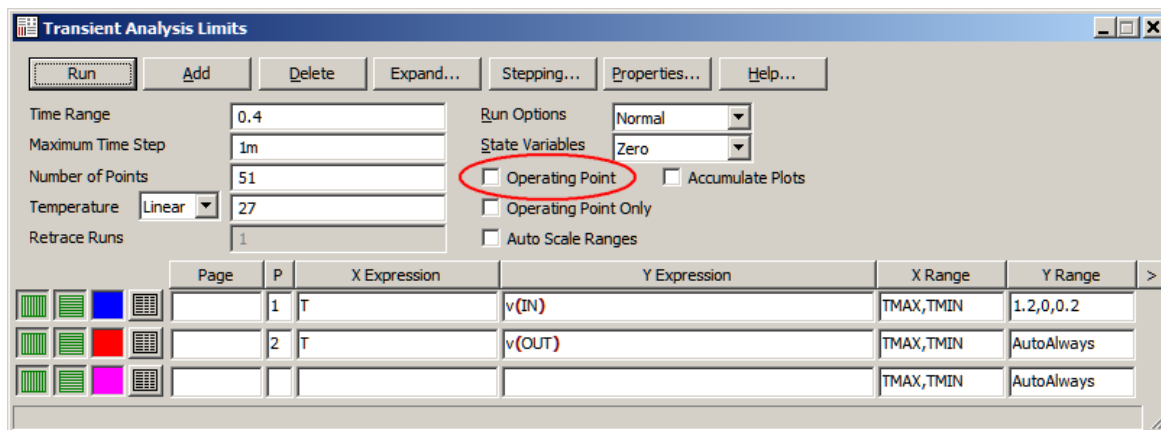 Transient Analysis Limits
Run Add Delete Expand... Stepping... Properties... Help...
Time Range 0.4 Run Options Normal
Maximum Time Step 1m State Variables Zero
Number of Points 51 Operating Point Accumulate Plots
Temperature Linear 27 Operating Point Only
Retrace Runs 1 Auto Scale Ranges
Page P X Expression Y Expression X Range Y Range >
1 T v(IN) TMAX,TMIN 1.2,0,0.2
2 T v(OUT) TMAX,TMIN AutoAlways
TMAX,TMIN AutoAlways